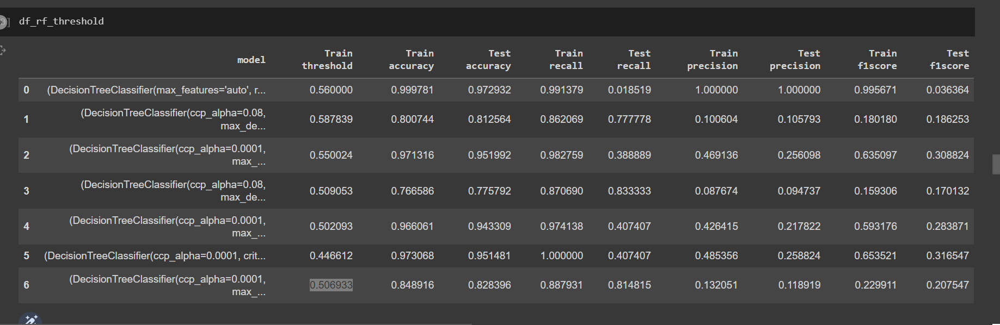 df_rf_threshold
model Train threshold Train accuracy Test accuracy Train recall Test recall Train precision Test precision Train f1score Test f1score
0 (DecisionTreeClassifier(max_features='auto', r... 0.560000 0.999781 0.972932 0.991379 0.018519 1.000000 1.000000 0.995671 0.036364
1 (DecisionTreeClassifier(ccp_alpha=0.08, max_de... 0.587839 0.800744 0.812564 0.862069 0.777778 0.100604 0.105793 0.180180 0.186253
2 (DecisionTreeClassifier(ccp_alpha=0.0001, max_... 0.550024 0.971316 0.951992 0.982759 0.388889 0.469136 0.256098 0.635097 0.308824
3 (DecisionTreeClassifier(ccp_alpha=0.08, max_de... 0.509053 0.766586 0.775792 0.870690 0.833333 0.087674 0.094737 0.159306 0.170132
4 (DecisionTreeClassifier(ccp_alpha=0.0001, max_... 0.502093 0.966061 0.943309 0.974138 0.407407 0.426415 0.217822 0.593176 0.283871
5 (DecisionTreeClassifier(ccp_alpha=0.0001, crit... 0.446612 0.973068 0.951481 1.000000 0.407407 0.485356 0.258824 0.653521 0.316547
6 (DecisionTreeClassifier(ccp_alpha=0.0001, max_... 0.506933 0.848916 0.828396 0.887931 0.814815 0.132051 0.118919 0.229911 0.207547